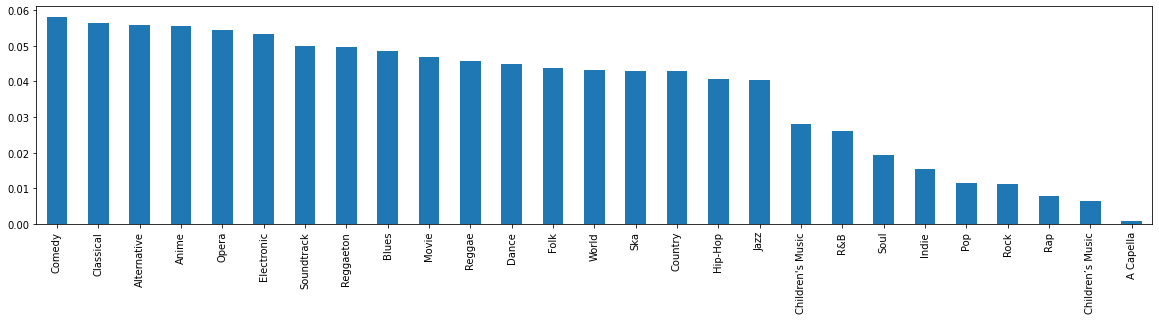 0.06
0.05
0.04
0.03
0.02
0.01
0.00
Comedy
Classical
Alternative
Anime
Opera
Electronic
Soundtrack
Reggaeton
Blues
Movie
Reggae
Dance
Folk
World
Ska
Country
Hip-Hop
Jazz
Children's Music
R&B
Soul
Indie
Pop
Rock
Rap
Children’s Music
A Capella